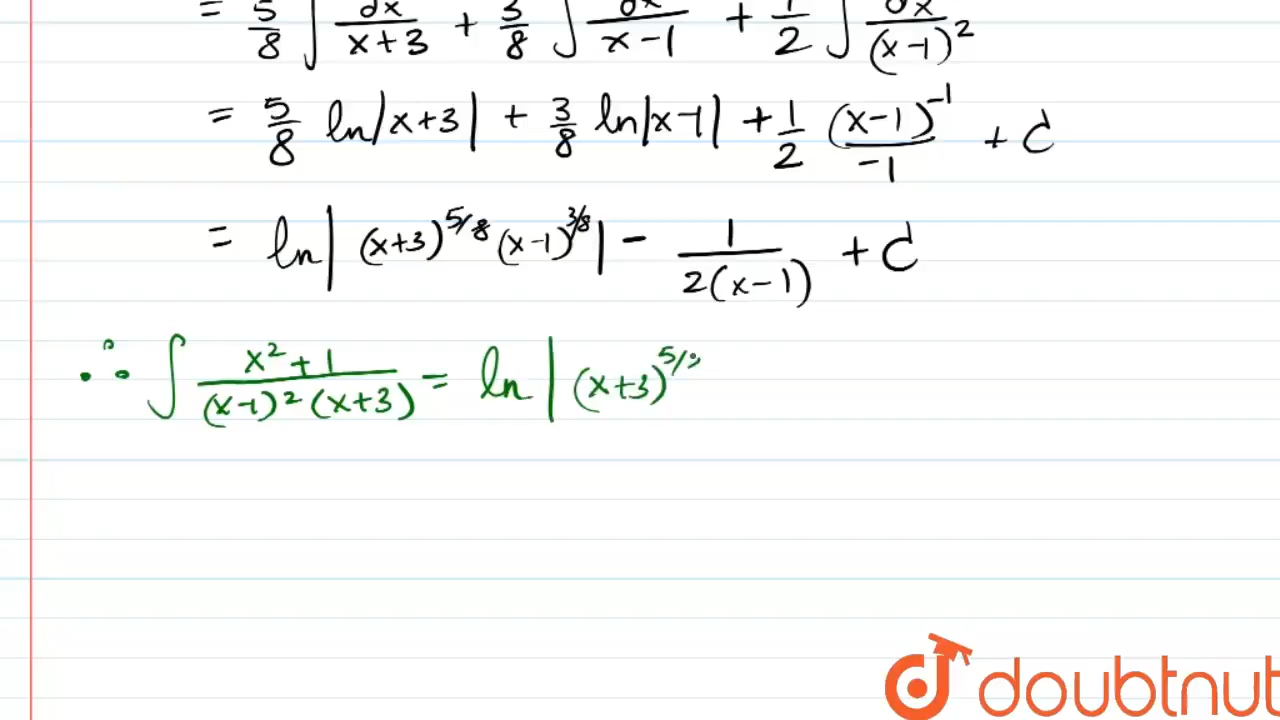 = 5/8 ∫ dx/(x+3) + 3/8 ∫ dx/(x-1) + 1/2 ∫ dx/(x-1)²
= 5/8 ln|x+3| + 3/8 ln|x-1| + 1/2 (x-1)⁻¹/-1 + C
= ln|(x+3)^5/8 (x-1)^3/8| - 1/2(x-1) + C
∴ ∫ x²+1/(x-1)²(x+3) = ln|(x+3)^5/
doubtnut